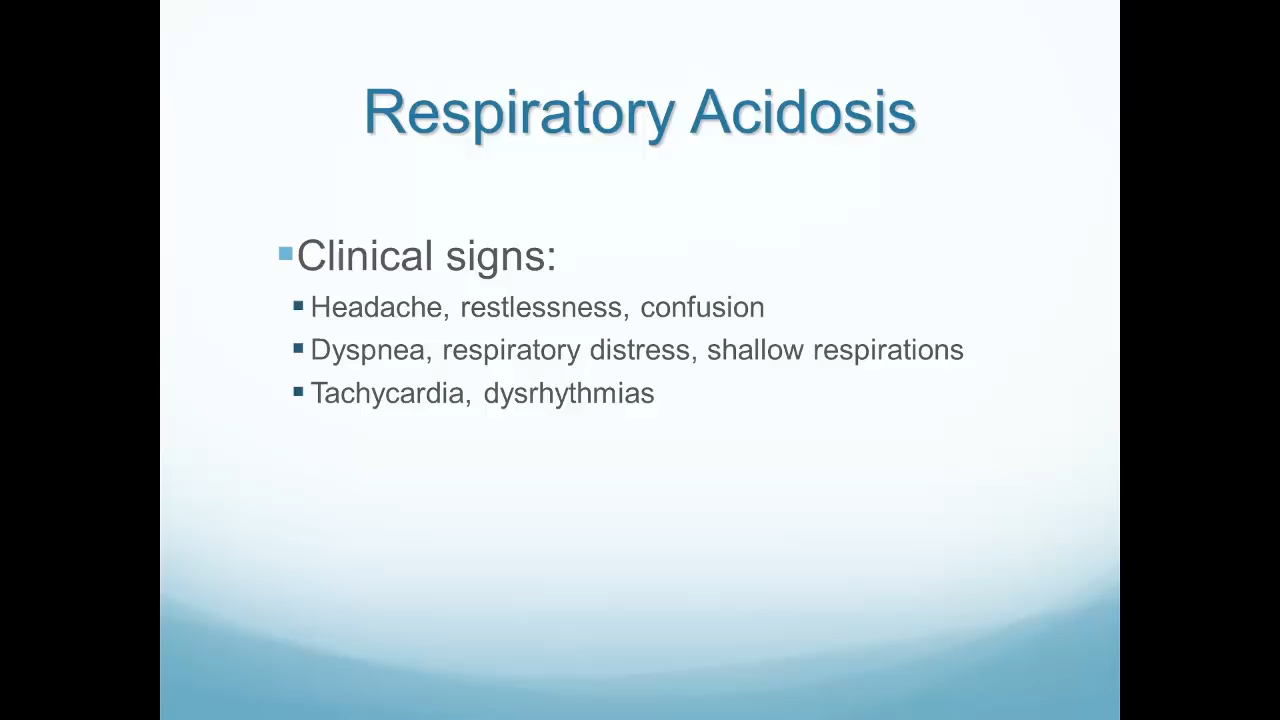 Respiratory Acidosis
Clinical signs:
Headache, restlessness, confusion
Dyspnea, respiratory distress, shallow respirations
Tachycardia, dysrhythmias